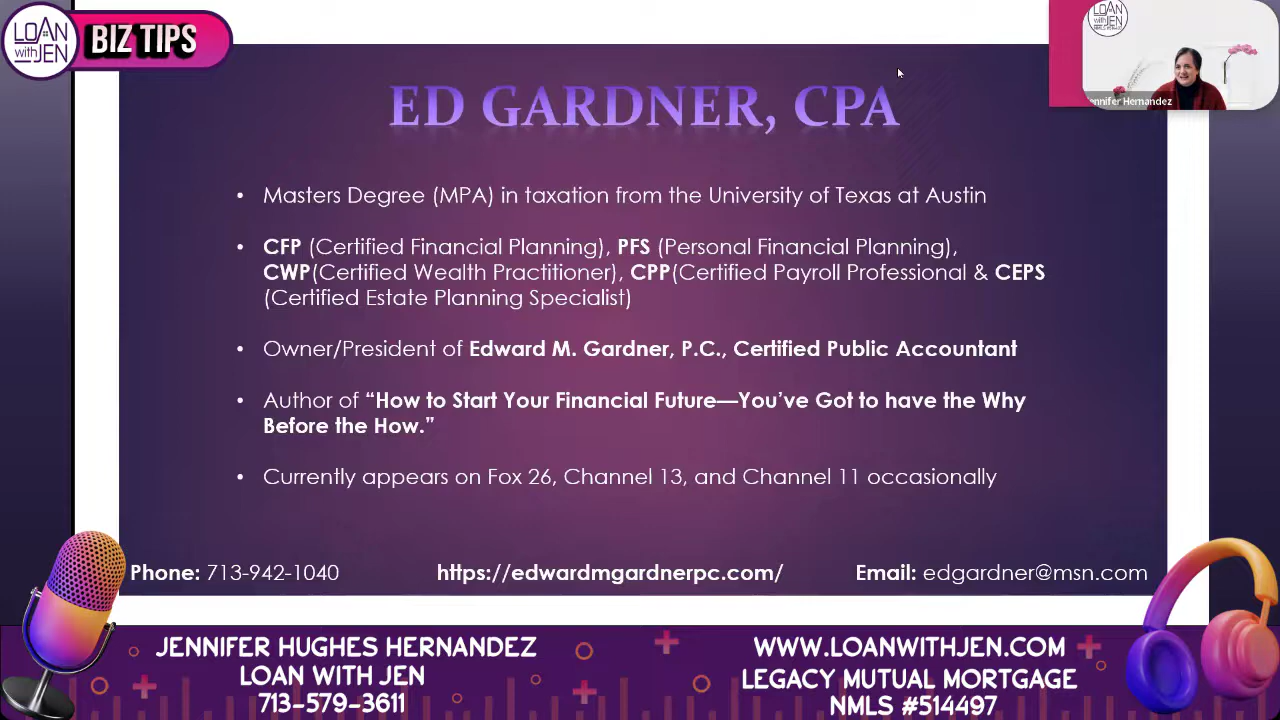 LOAN
with JEN
BIZ TIPS
LOAN
with JEN
ennifer Hernandez
ED GARDNER, CPA
• Masters Degree (MPA) in taxation from the University of Texas at Austin
• CFP (Certified Financial Planning), PFS (Personal Financial Planning),
CWP(Certified Wealth Practitioner), CPP(Certified Payroll Professional & CEPS
(Certified Estate Planning Specialist)
• Owner/President of Edward M. Gardner, P.C., Certified Public Accountant
• Author of “How to Start Your Financial Future—You’ve Got to have the Why
Before the How.”
• Currently appears on Fox 26, Channel 13, and Channel 11 occasionally
Phone: 713-942-1040 https://edwardmgardnerpc.com/ Email: edgardner@msn.com
JENNIFER HUGHES HERNANDEZ
LOAN WITH JEN
713-579-3611
WWW.LOANWITHJEN.COM
LEGACY MUTUAL MORTGAGE
NMLS #514497